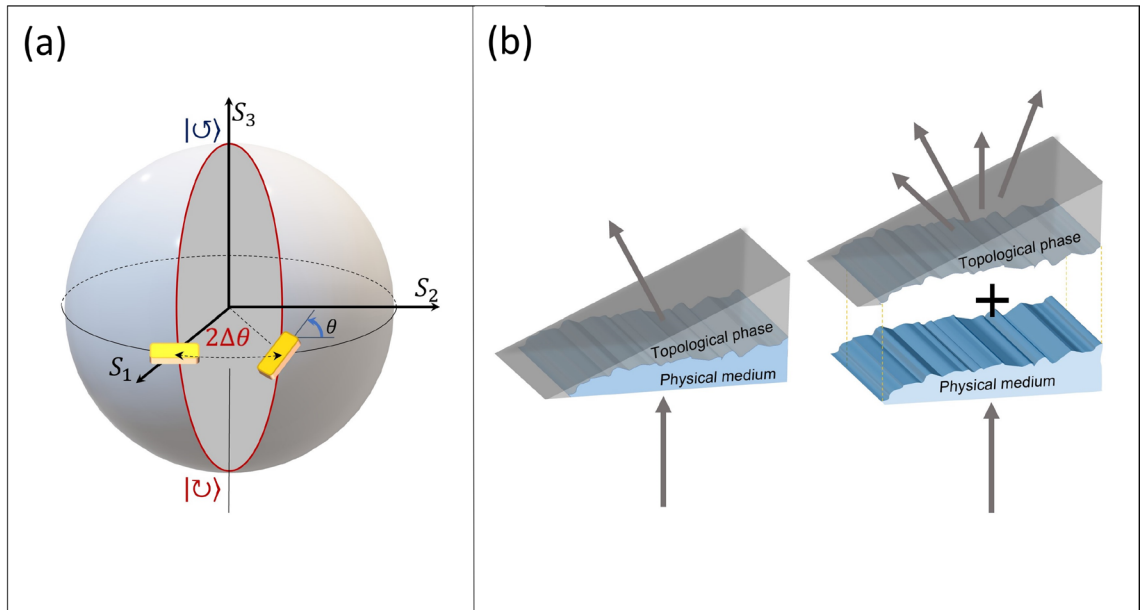 (a)
|↺⟩
S₃
S₂
2Δθ
θ
S₁
|↻⟩
(b)
Topological phase
Physical medium
Topological phase
+
Physical medium